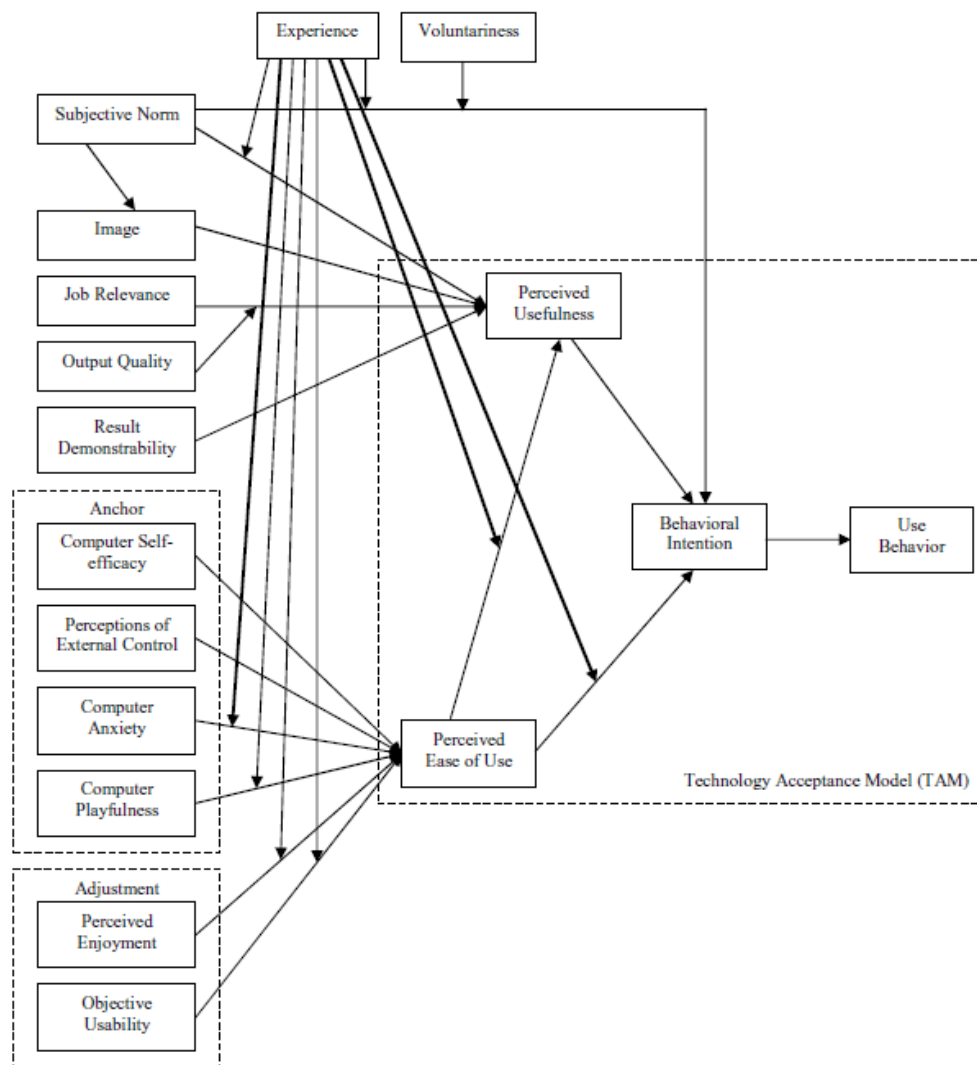 Experience
Voluntariness
Subjective Norm
Image
Job Relevance
Perceived
Usefulness
Output Quality
Result
Demonstrability
Anchor
Computer Self-
efficacy
Behavioral
Intention
Use
Behavior
Perceptions of
External Control
Computer
Anxiety
Perceived
Ease of Use
Computer
Playfulness
Technology Acceptance Model (TAM)
Adjustment
Perceived
Enjoyment
Objective
Usability